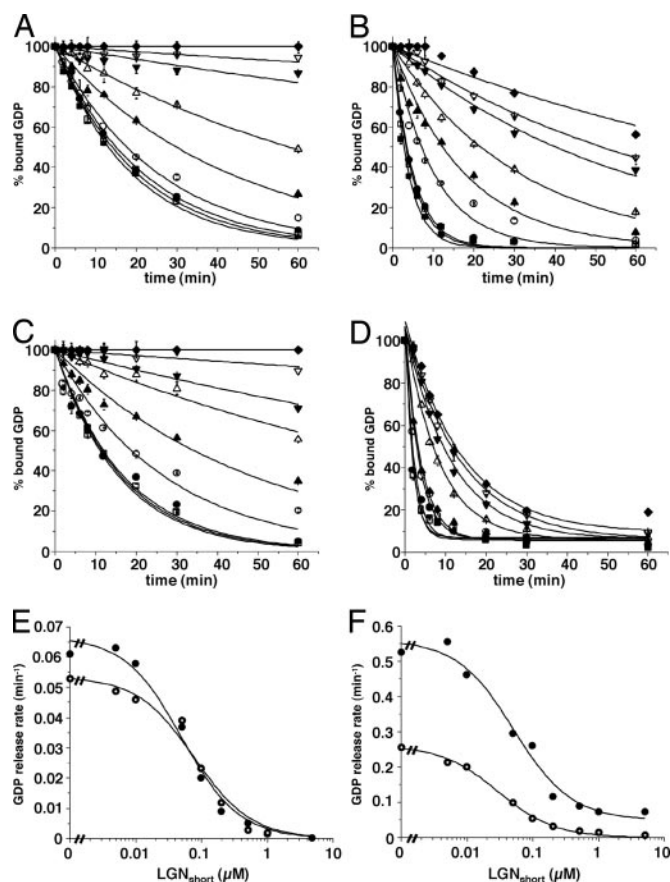 A
B
% bound GDP
100
80
60
40
20
0
0 10 20 30 40 50 60
time (min)
% bound GDP
100
80
60
40
20
0
0 10 20 30 40 50 60
time (min)
C
D
% bound GDP
100
80
60
40
20
0
0 10 20 30 40 50 60
time (min)
% bound GDP
100
80
60
40
20
0
0 10 20 30 40 50 60
time (min)
E
F
GDP release rate (min⁻¹)
0.07
0.06
0.05
0.04
0.03
0.02
0.01
0
0 0.01 0.1 1 10
LGNshort (µM)
GDP release rate (min⁻¹)
0.6
0.5
0.4
0.3
0.2
0.1
0
0 0.01 0.1 1 10
LGNshort (µM)